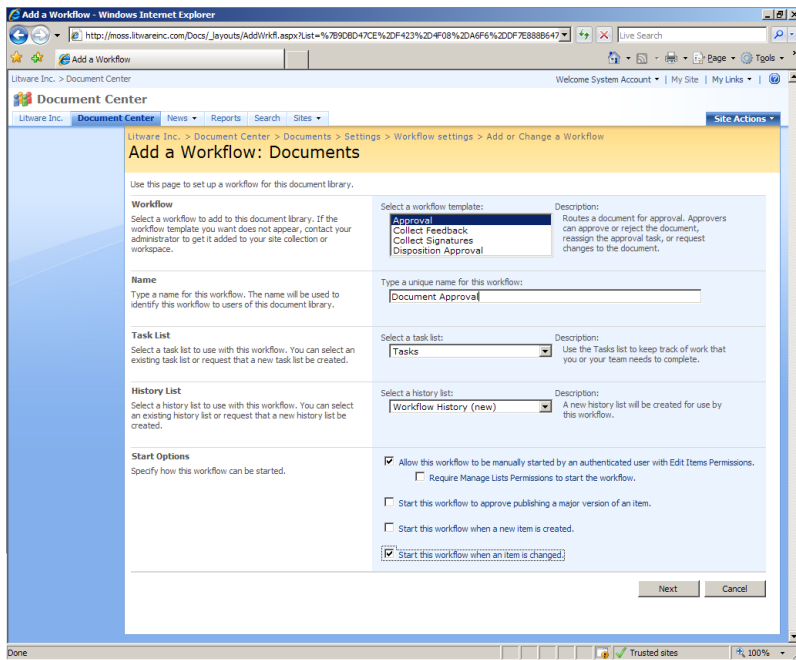 Add a Workflow - Windows Internet Explorer
http://moss.litwareinc.com/Docs/_layouts/AddWrkfl.aspx?List=%7B9DBD47CE%2DF423%2D4F08%2DA6F6%2DDF7E888B647
Live Search
Add a Workflow
Page Tools
Litware Inc. > Document Center
Welcome System Account | My Site | My Links
Document Center
Litware Inc. Document Center News Reports Search Sites Site Actions
Litware Inc. > Document Center > Documents > Settings > Workflow settings > Add or Change a Workflow
Add a Workflow: Documents
Use this page to set up a workflow for this document library.
Workflow
Select a workflow to add to this document library. If the
workflow template you want does not appear, contact your
administrator to get it added to your site collection or
workspace.
Select a workflow template:
Approval
Collect Feedback
Collect Signatures
Disposition Approval
Description:
Routes a document for approval. Approvers
can approve or reject the document,
reassign the approval task, or request
changes to the document.
Name
Type a name for this workflow. The name will be used to
identify this workflow to users of this document library.
Type a unique name for this workflow:
Document Approval
Task List
Select a task list to use with this workflow. You can select an
existing task list or request that a new task list be created.
Select a task list:
Tasks
Description:
Use the Tasks list to keep track of work that
you or your team needs to complete.
History List
Select a history list to use with this workflow. You can select
an existing history list or request that a new history list be
created.
Select a history list:
Workflow History (new)
Description:
A new history list will be created for use by
this workflow.
Start Options
Specify how this workflow can be started.
Allow this workflow to be manually started by an authenticated user with Edit Items Permissions.
Require Manage Lists Permissions to start the workflow.
Start this workflow to approve publishing a major version of an item.
Start this workflow when a new item is created.
Start this workflow when an item is changed.
Next Cancel
Done Trusted sites 100%